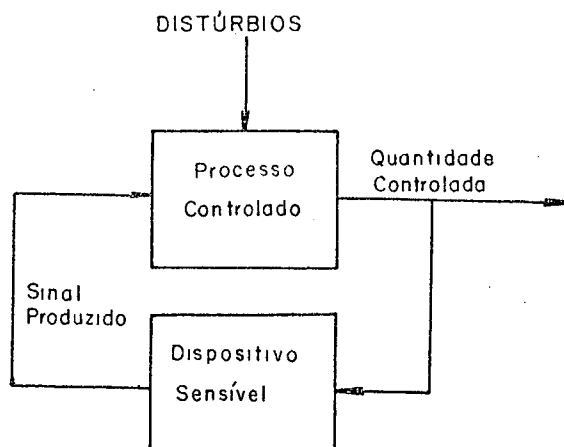 DISTÚRBIOS
Processo
Controlado
Quantidade
Controlada
Sinal
Produzido
Dispositivo
Sensível